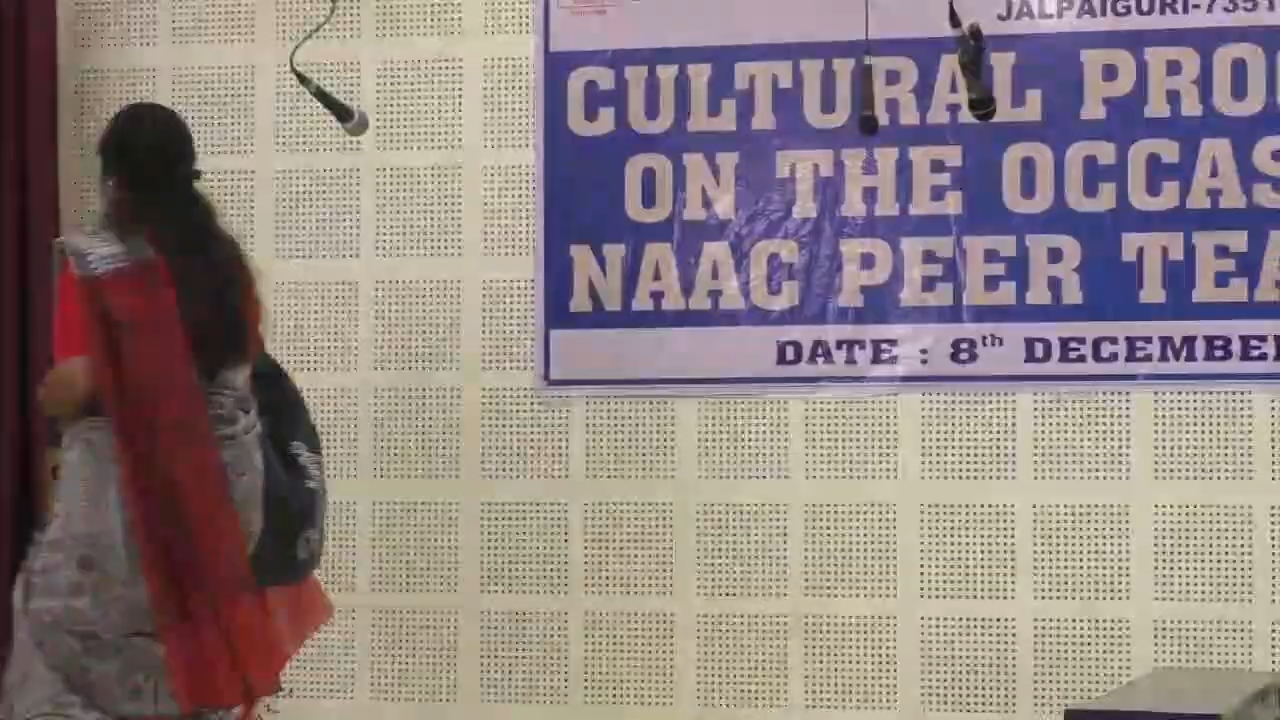 JALPAIGURI-7351
CULTURAL PRO
ON THE OCCAS
NAAC PEER TEA
DATE : 8th DECEMBE